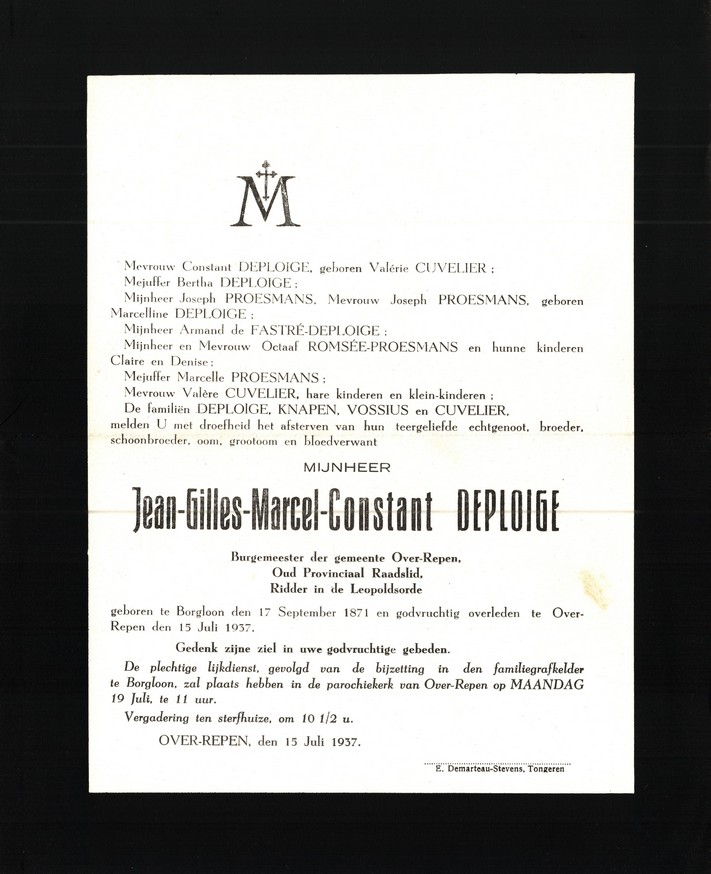 M
Mevrouw Constant DEPLOIGE, geboren Valérie CUVELIER ;
Mejuffer Bertha DEPLOIGE ;
Mijnheer Joseph PROESMANS, Mevrouw Joseph PROESMANS, geboren
Marcelline DEPLOIGE ;
Mijnheer Armand de FASTRÉ-DEPLOIGE ;
Mijnheer en Mevrouw Octaaf ROMSÉE-PROESMANS en hunne kinderen
Claire en Denise ;
Mejuffer Marcelle PROESMANS ;
Mevrouw Valère CUVELIER, hare kinderen en klein-kinderen ;
De familiën DEPLOIGE, KNAPEN, VOSSIUS en CUVELIER,
melden U met droefheid het afsterven van hun teergeliefde echtgenoot, broeder,
schoonbroeder, oom, grootoom en bloedverwant
MIJNHEER
Jean-Gilles-Marcel-Constant DEPLOIGE
Burgemeester der gemeente Over-Repen,
Oud Provinciaal Raadslid,
Ridder in de Leopoldsorde
geboren te Borgloon den 17 September 1871 en godvruchtig overleden te Over-
Repen den 15 Juli 1937.
Gedenk zijne ziel in uwe godvruchtige gebeden.
De plechtige lijkdienst, gevolgd van de bijzetting in den familiegrafkelder
te Borgloon, zal plaats hebben in de parochiekerk van Over-Repen op MAANDAG
19 Juli, te 11 uur.
Vergadering ten sterfhuize, om 10 1/2 u.
OVER-REPEN, den 15 Juli 1937.
E. Demarteau-Stevens, Tongeren